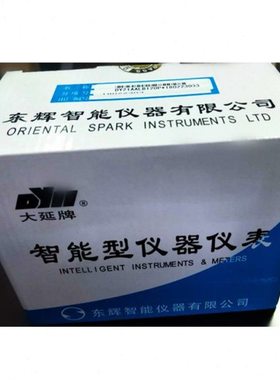 东辉智能仪器有限公司
ORIENTAL SPARK INSTRUMENTS LTD
DYW
大延牌
智能型仪器仪表
INTELLIGENT INSTRUMENTS & METERS
东辉智能仪器有限公司